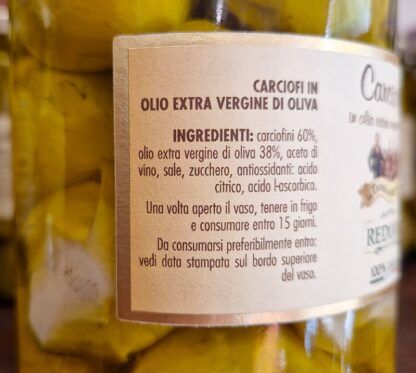 CARCIOFI IN
OLIO EXTRA VERGINE DI OLIVA
INGREDIENTI: carciofini 60%,
olio extra vergine di oliva 38%, aceto di
vino, sale, zucchero, antiossidanti: acido
citrico, acido l-ascorbico.
Una volta aperto il vaso, tenere in frigo
e consumare entro 15 giorni.
Da consumarsi preferibilmente entro:
vedi data stampata sul bordo superiore
del vaso.
100%